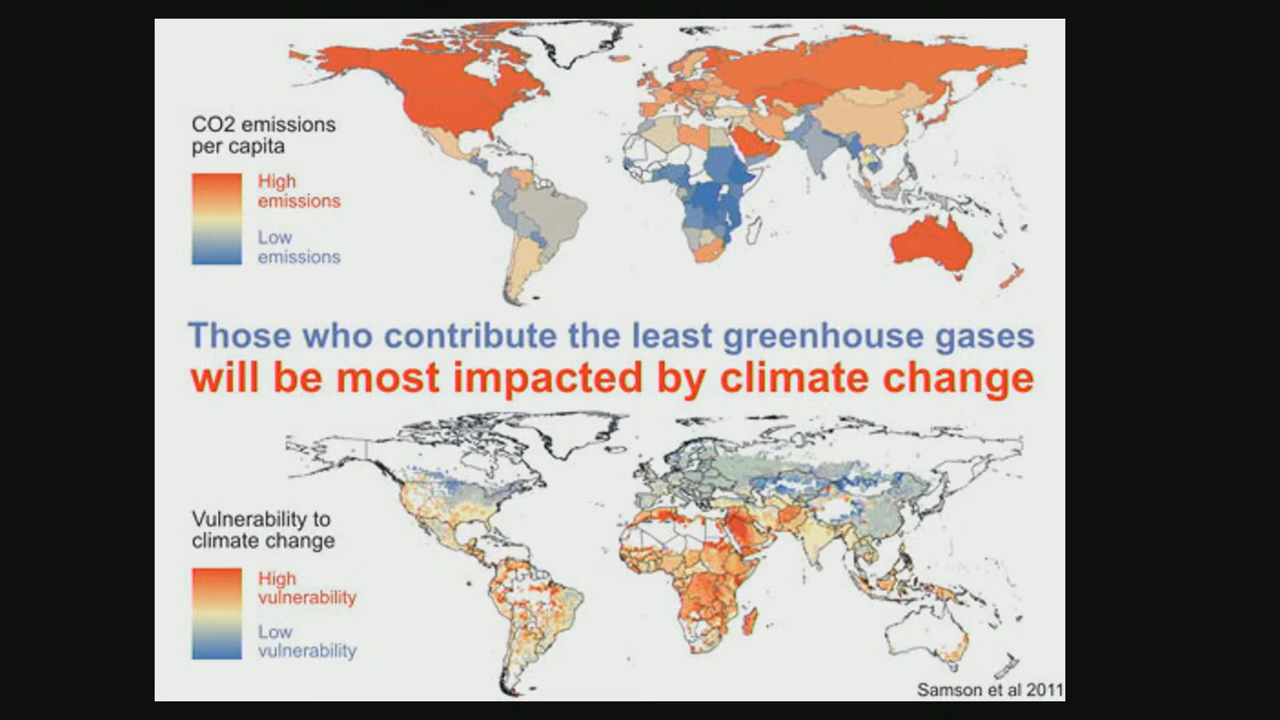 CO2 emissions
per capita
High
emissions
Low
emissions
Those who contribute the least greenhouse gases
will be most impacted by climate change
Vulnerability to
climate change
High
vulnerability
Low
vulnerability
Samson et al 2011